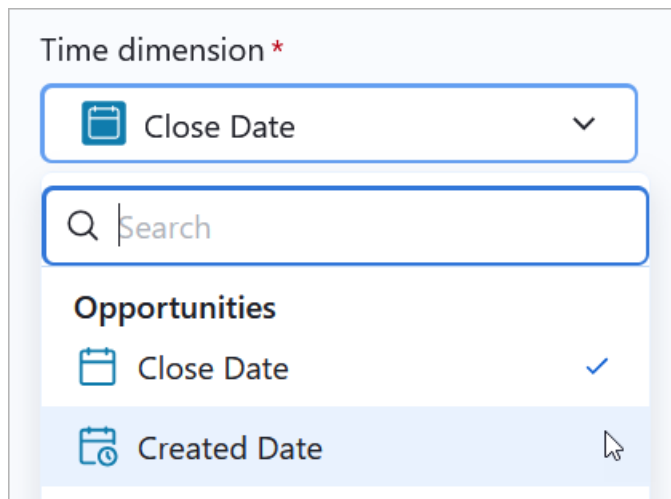 Time dimension *
Close Date
Search
Opportunities
Close Date
Created Date